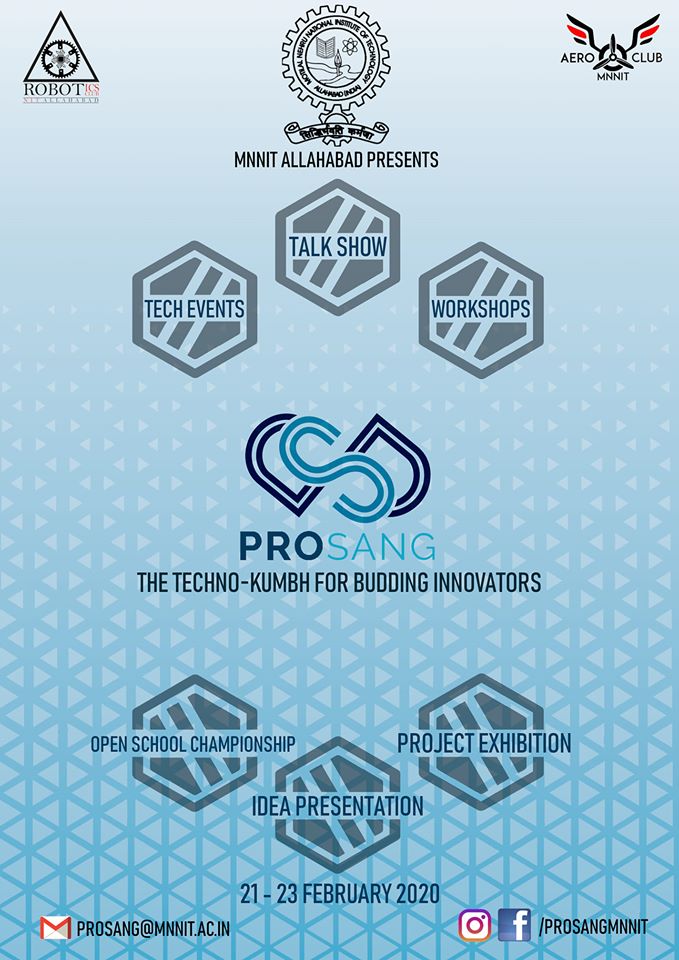 ROBOTICS
CLUB
NIT ALLAHABAD
MOTILAL NEHRU NATIONAL INSTITUTE OF TECHNOLOGY
ALLAHABAD [INDIA]
सिद्धिर्भवति कर्मजा
AERO CLUB
MNNIT
MNNIT ALLAHABAD PRESENTS
TALK SHOW
TECH EVENTS
WORKSHOPS
PROSANG
THE TECHNO-KUMBH FOR BUDDING INNOVATORS
OPEN SCHOOL CHAMPIONSHIP
PROJECT EXHIBITION
IDEA PRESENTATION
21 - 23 FEBRUARY 2020
PROSANG@MNNIT.AC.IN
/PROSANGMNNIT